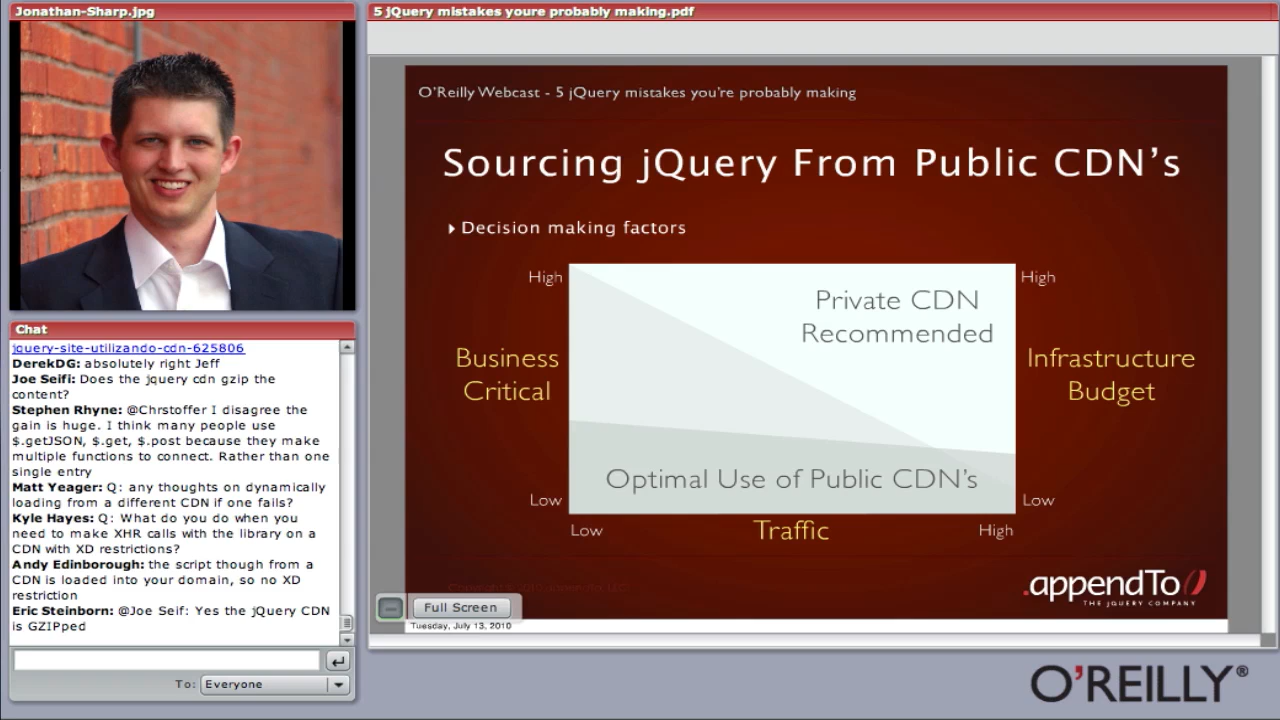 Jonathan-Sharp.jpg
Chat
jquery-site-utilizando-cdn-625806
DerekDG: absolutely right Jeff
Joe Seifi: Does the jquery cdn gzip the
content?
Stephen Rhyne: @Chrstoffer I disagree the
gain is huge. I think many people use
$.getJSON, $.get, $.post because they make
multiple functions to connect. Rather than one
single entry
Matt Yeager: Q: any thoughts on dynamically
loading from a different CDN if one fails?
Kyle Hayes: Q: What do you do when you
need to make XHR calls with the library on a
CDN with XD restrictions?
Andy Edinborough: the script though from a
CDN is loaded into your domain, so no XD
restriction
Eric Steinborn: @Joe Seif: Yes the jQuery CDN
is GZIPped
To: Everyone
5 jQuery mistakes youre probably making.pdf
O'Reilly Webcast - 5 jQuery mistakes you're probably making
Sourcing jQuery From Public CDN's
Decision making factors
High
High
Private CDN
Recommended
Business
Critical
Infrastructure
Budget
Optimal Use of Public CDN's
Low
Low
Low
Traffic
High
.appendTo()
THE JQUERY COMPANY
Full Screen
Tuesday, July 13, 2010
O'REILLY®